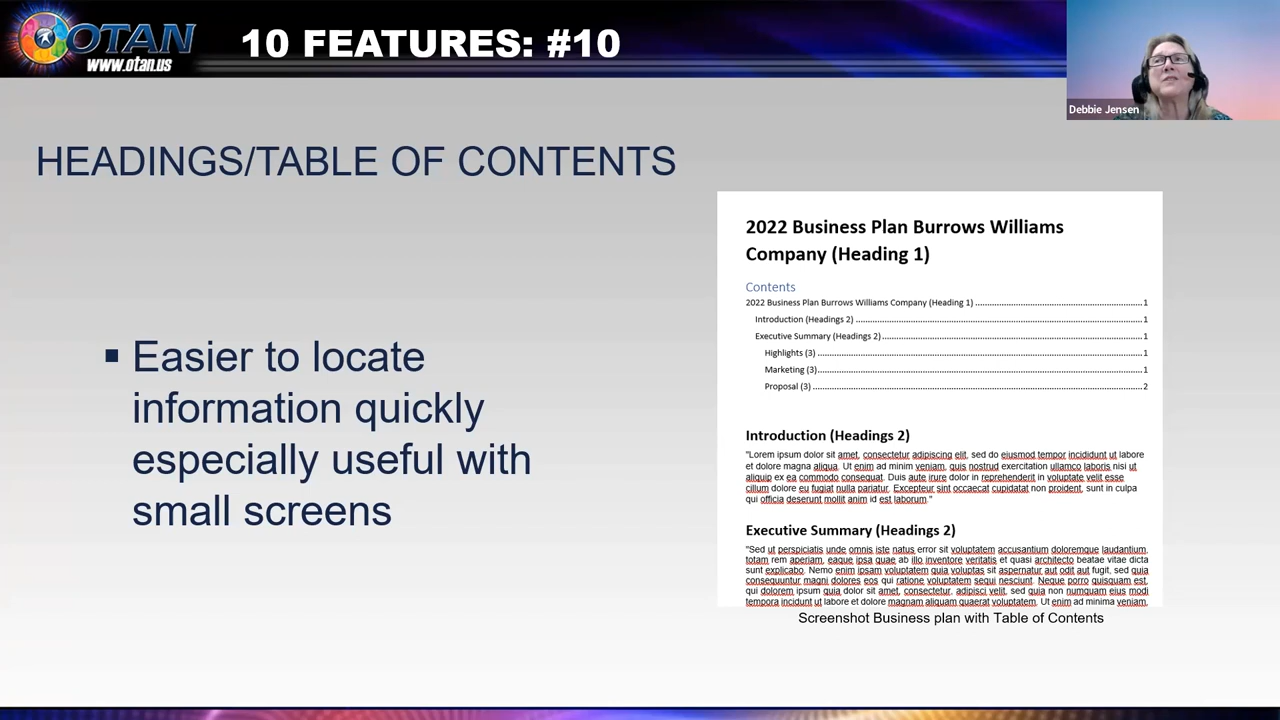 OTAN
www.otan.us
10 FEATURES: #10
Debbie Jensen
HEADINGS/TABLE OF CONTENTS
▪ Easier to locate
information quickly
especially useful with
small screens
2022 Business Plan Burrows Williams
Company (Heading 1)
Contents
2022 Business Plan Burrows Williams Company (Heading 1) ........ 1
Introduction (Headings 2) ........ 1
Executive Summary (Headings 2) ........ 1
Highlights (3) ........ 1
Marketing (3) ........ 1
Proposal (3) ........ 2
Introduction (Headings 2)
"Lorem ipsum dolor sit amet, consectetur adipiscing elit, sed do eiusmod tempor incididunt ut labore
et dolore magna aliqua. Ut enim ad minim veniam, quis nostrud exercitation ullamco laboris nisi ut
aliquip ex ea commodo consequat. Duis aute irure dolor in reprehenderit in voluptate velit esse
cillum dolore eu fugiat nulla pariatur. Excepteur sint occaecat cupidatat non proident, sunt in culpa
qui officia deserunt mollit anim id est laborum."
Executive Summary (Headings 2)
"Sed ut perspiciatis unde omnis iste natus error sit voluptatem accusantium doloremque laudantium,
totam rem aperiam, eaque ipsa quae ab illo inventore veritatis et quasi architecto beatae vitae dicta
sunt explicabo. Nemo enim ipsam voluptatem quia voluptas sit aspernatur aut odit aut fugit, sed quia
consequuntur magni dolores eos qui ratione voluptatem sequi nesciunt. Neque porro quisquam est,
qui dolorem ipsum quia dolor sit amet, consectetur, adipisci velit, sed quia non numquam eius modi
tempora incidunt ut labore et dolore magnam aliquam quaerat voluptatem. Ut enim ad minima veniam,
Screenshot Business plan with Table of Contents